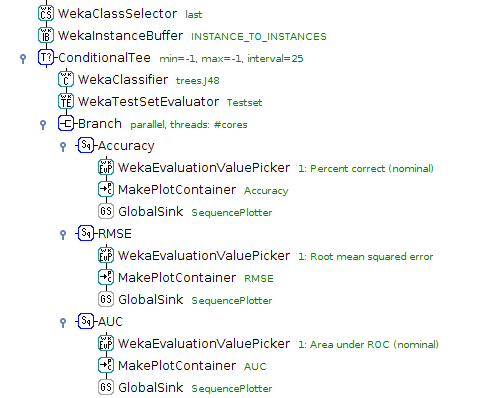 WekaClassSelector last
WekaInstanceBuffer INSTANCE_TO_INSTANCES
ConditionalTee min=-1, max=-1, interval=25
WekaClassifier trees.J48
WekaTestSetEvaluator Testset
Branch parallel, threads: #cores
Accuracy
WekaEvaluationValuePicker 1: Percent correct (nominal)
MakePlotContainer Accuracy
GlobalSink SequencePlotter
RMSE
WekaEvaluationValuePicker 1: Root mean squared error
MakePlotContainer RMSE
GlobalSink SequencePlotter
AUC
WekaEvaluationValuePicker 1: Area under ROC (nominal)
MakePlotContainer AUC
GlobalSink SequencePlotter